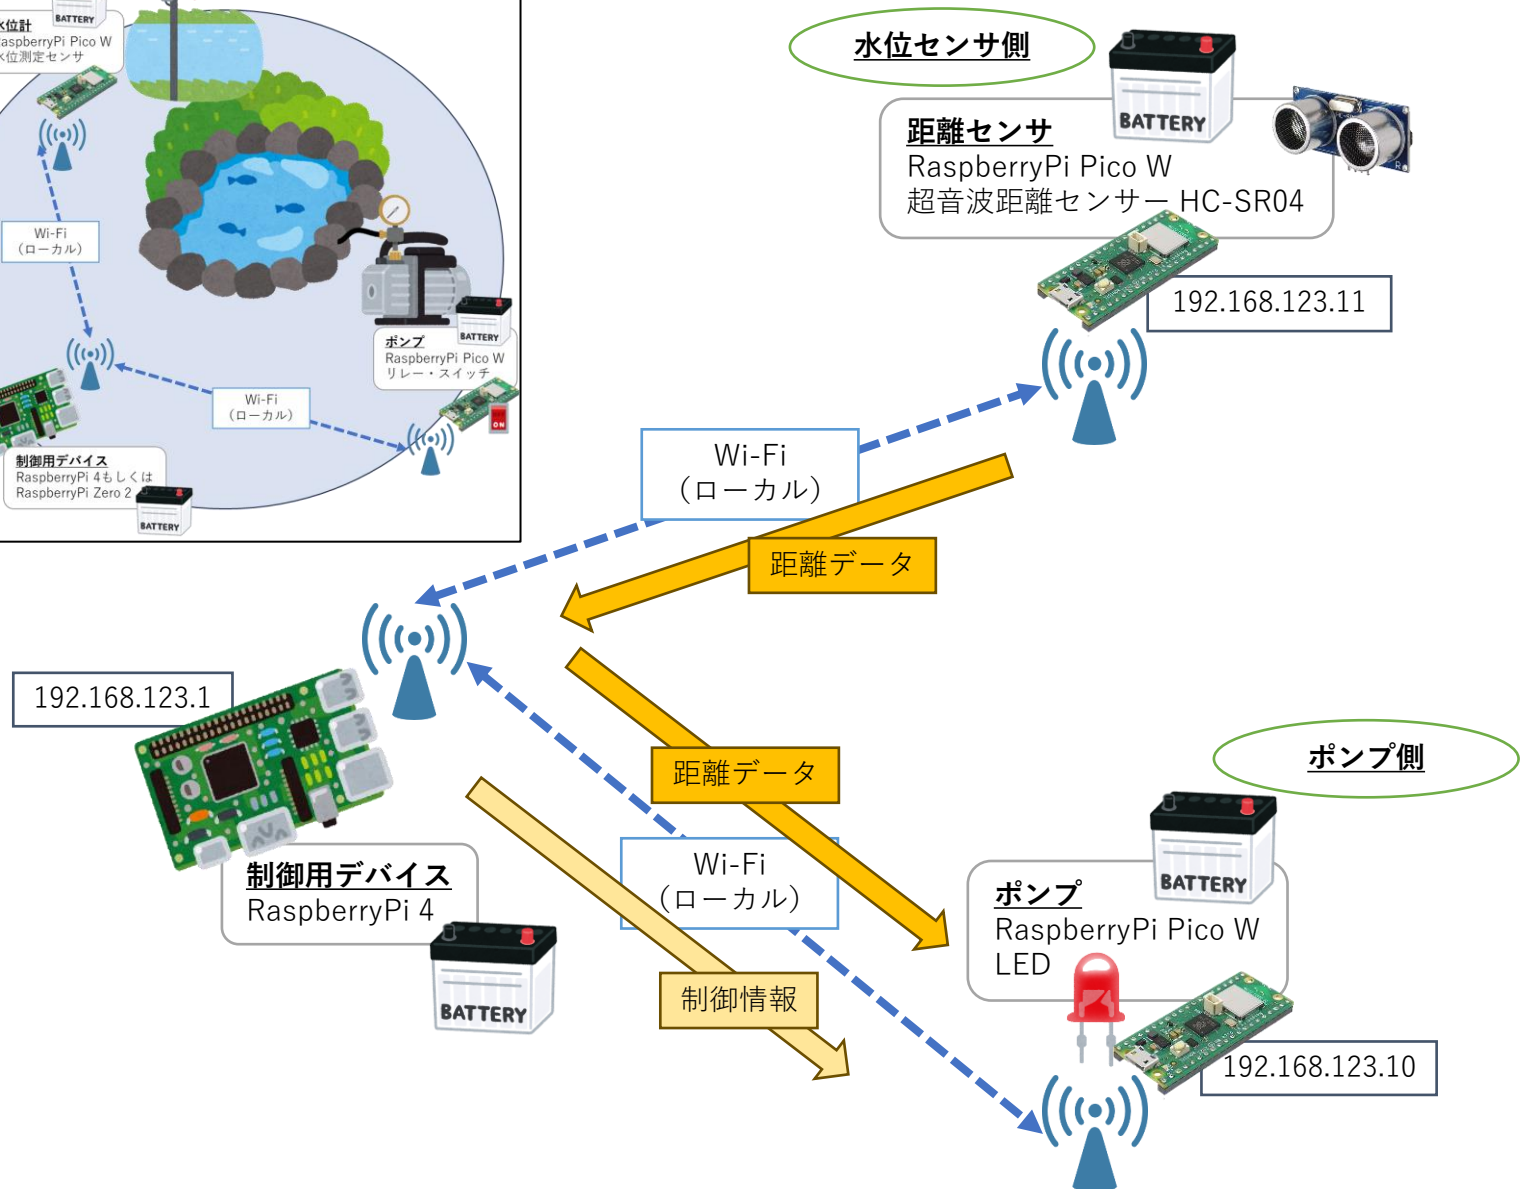 BATTERY
水位計
RaspberryPi Pico W
水位測定センサ
Wi-Fi
（ローカル）
BATTERY
ポンプ
RaspberryPi Pico W
リレー・スイッチ
ON
Wi-Fi
（ローカル）
制御用デバイス
RaspberryPi 4もしくは
RaspberryPi Zero 2
BATTERY
水位センサ側
BATTERY
距離センサ
RaspberryPi Pico W
超音波距離センサー HC-SR04
192.168.123.11
Wi-Fi
（ローカル）
距離データ
192.168.123.1
制御用デバイス
RaspberryPi 4
BATTERY
距離データ
Wi-Fi
（ローカル）
制御情報
ポンプ側
BATTERY
ポンプ
RaspberryPi Pico W
LED
192.168.123.10